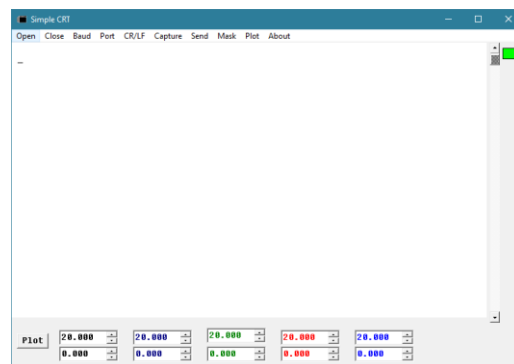 Simple CRT
Open Close Baud Port CR/LF Capture Send Mask Plot About
_
Plot 20.000 20.000 20.000 20.000 20.000
0.000 0.000 0.000 0.000 0.000